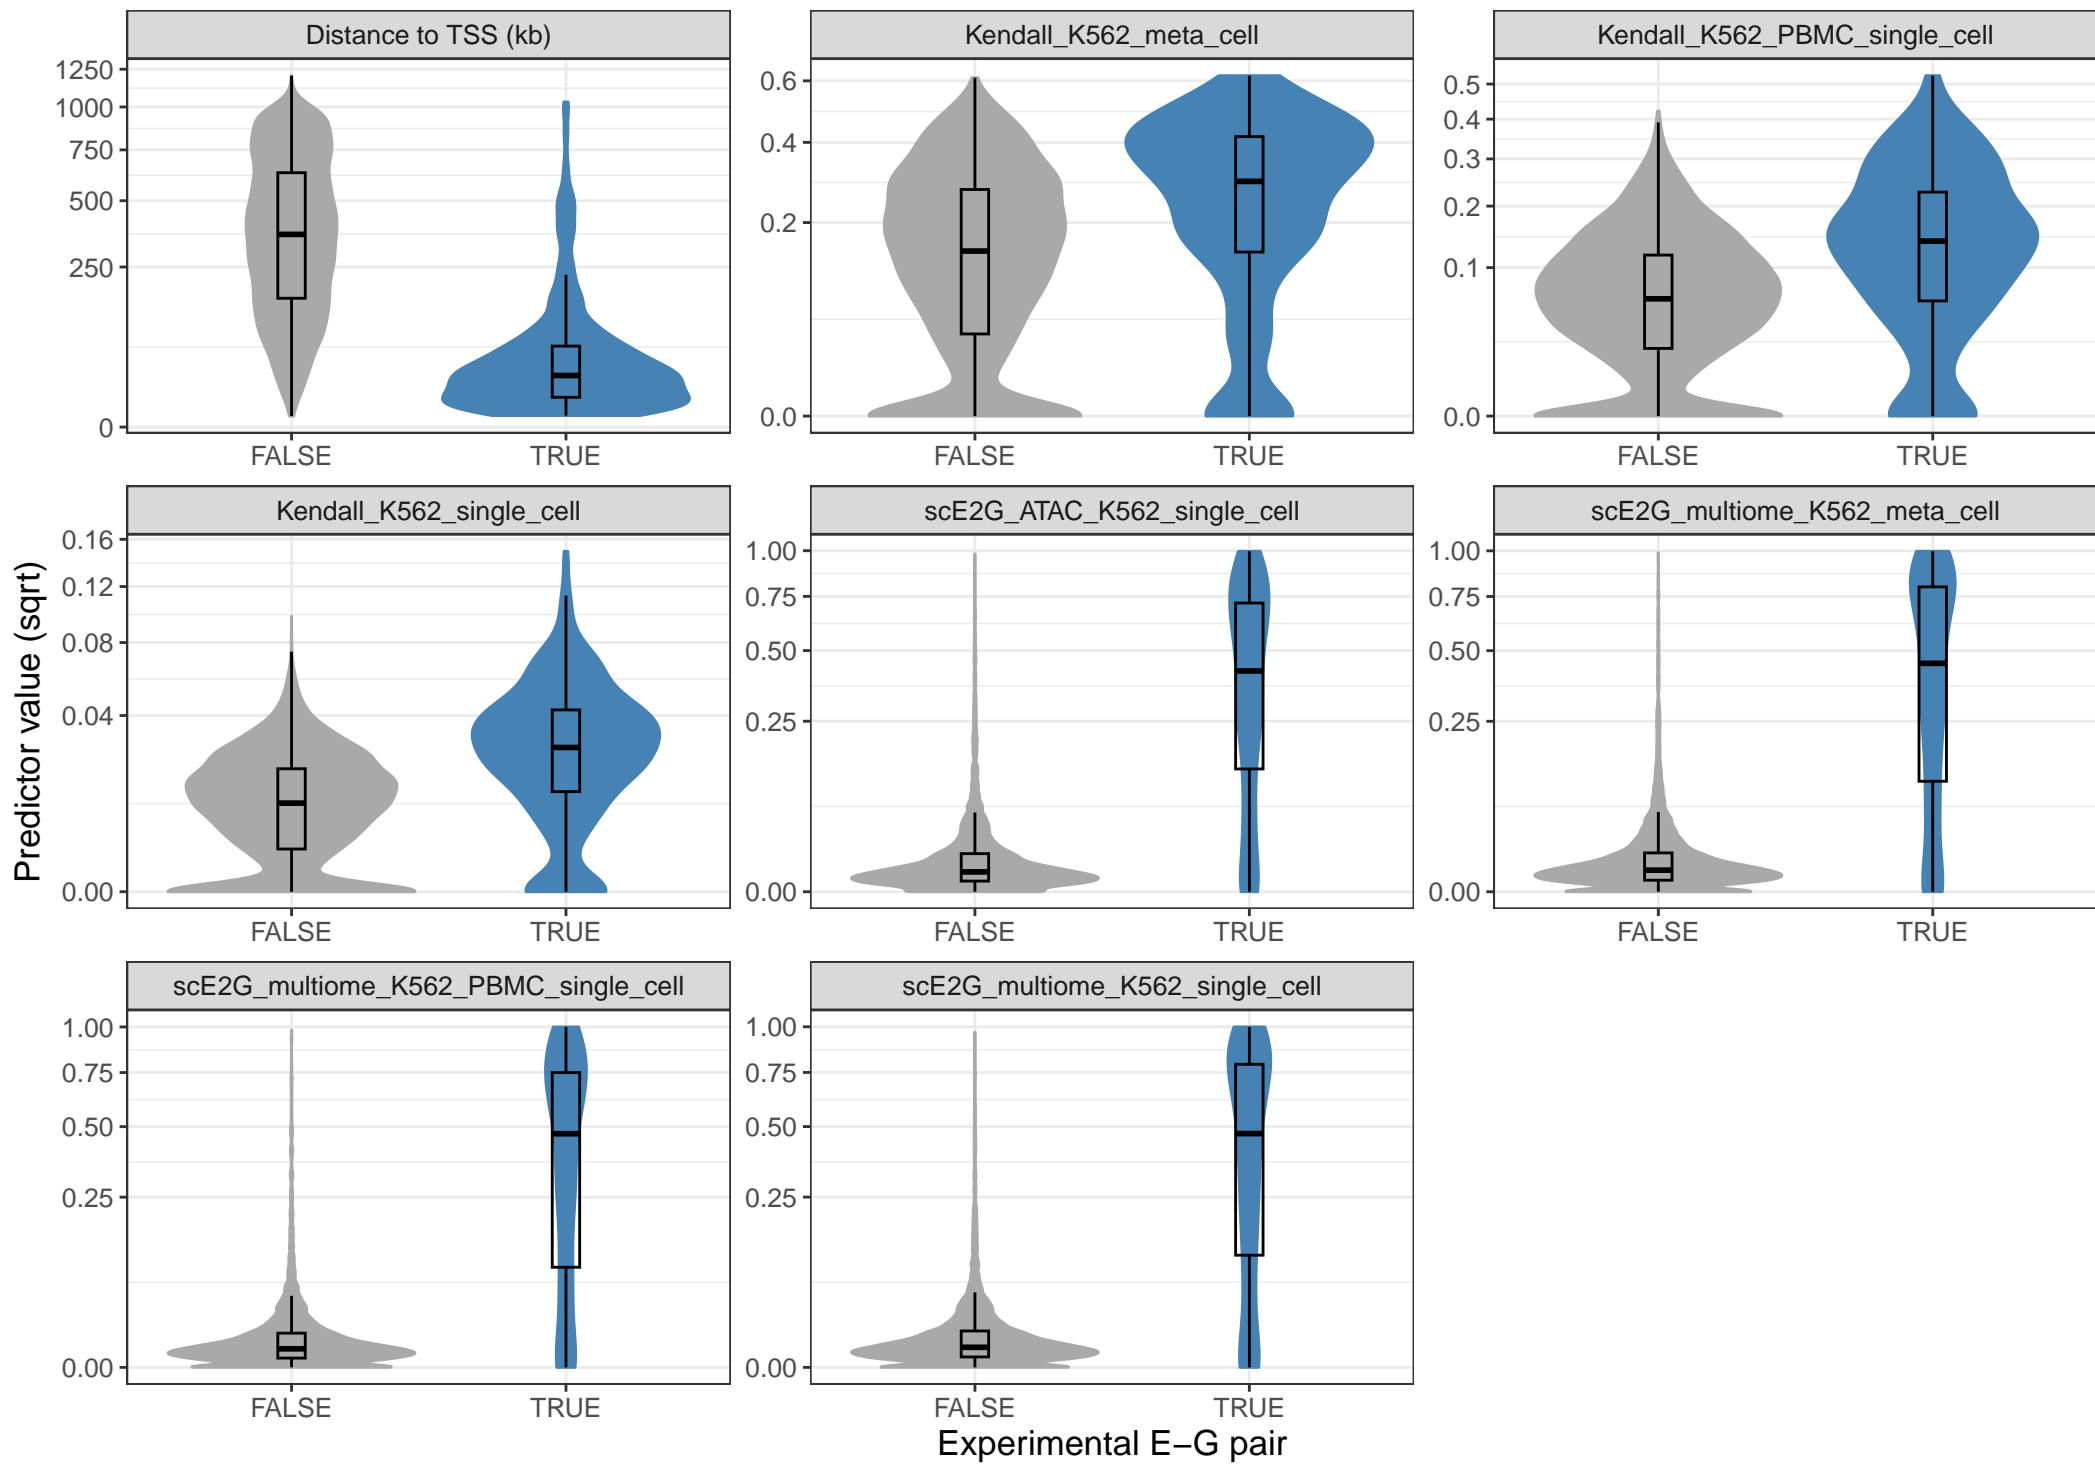 Distance to TSS (kb)
Kendall_K562_meta_cell
Kendall_K562_PBMC_single_cell
1250
1000
750
500
250
0
0.6
0.4
0.2
0.0
0.5
0.4
0.3
0.2
0.1
0.0
FALSE TRUE
FALSE TRUE
FALSE TRUE
Predictor value (sqrt)
Kendall_K562_single_cell
scE2G_ATAC_K562_single_cell
scE2G_multiome_K562_meta_cell
0.16
0.12
0.08
0.04
0.00
1.00
0.75
0.50
0.25
0.00
1.00
0.75
0.50
0.25
0.00
FALSE TRUE
FALSE TRUE
FALSE TRUE
scE2G_multiome_K562_PBMC_single_cell
scE2G_multiome_K562_single_cell
1.00
0.75
0.50
0.25
0.00
1.00
0.75
0.50
0.25
0.00
FALSE TRUE
FALSE TRUE
Experimental E−G pair